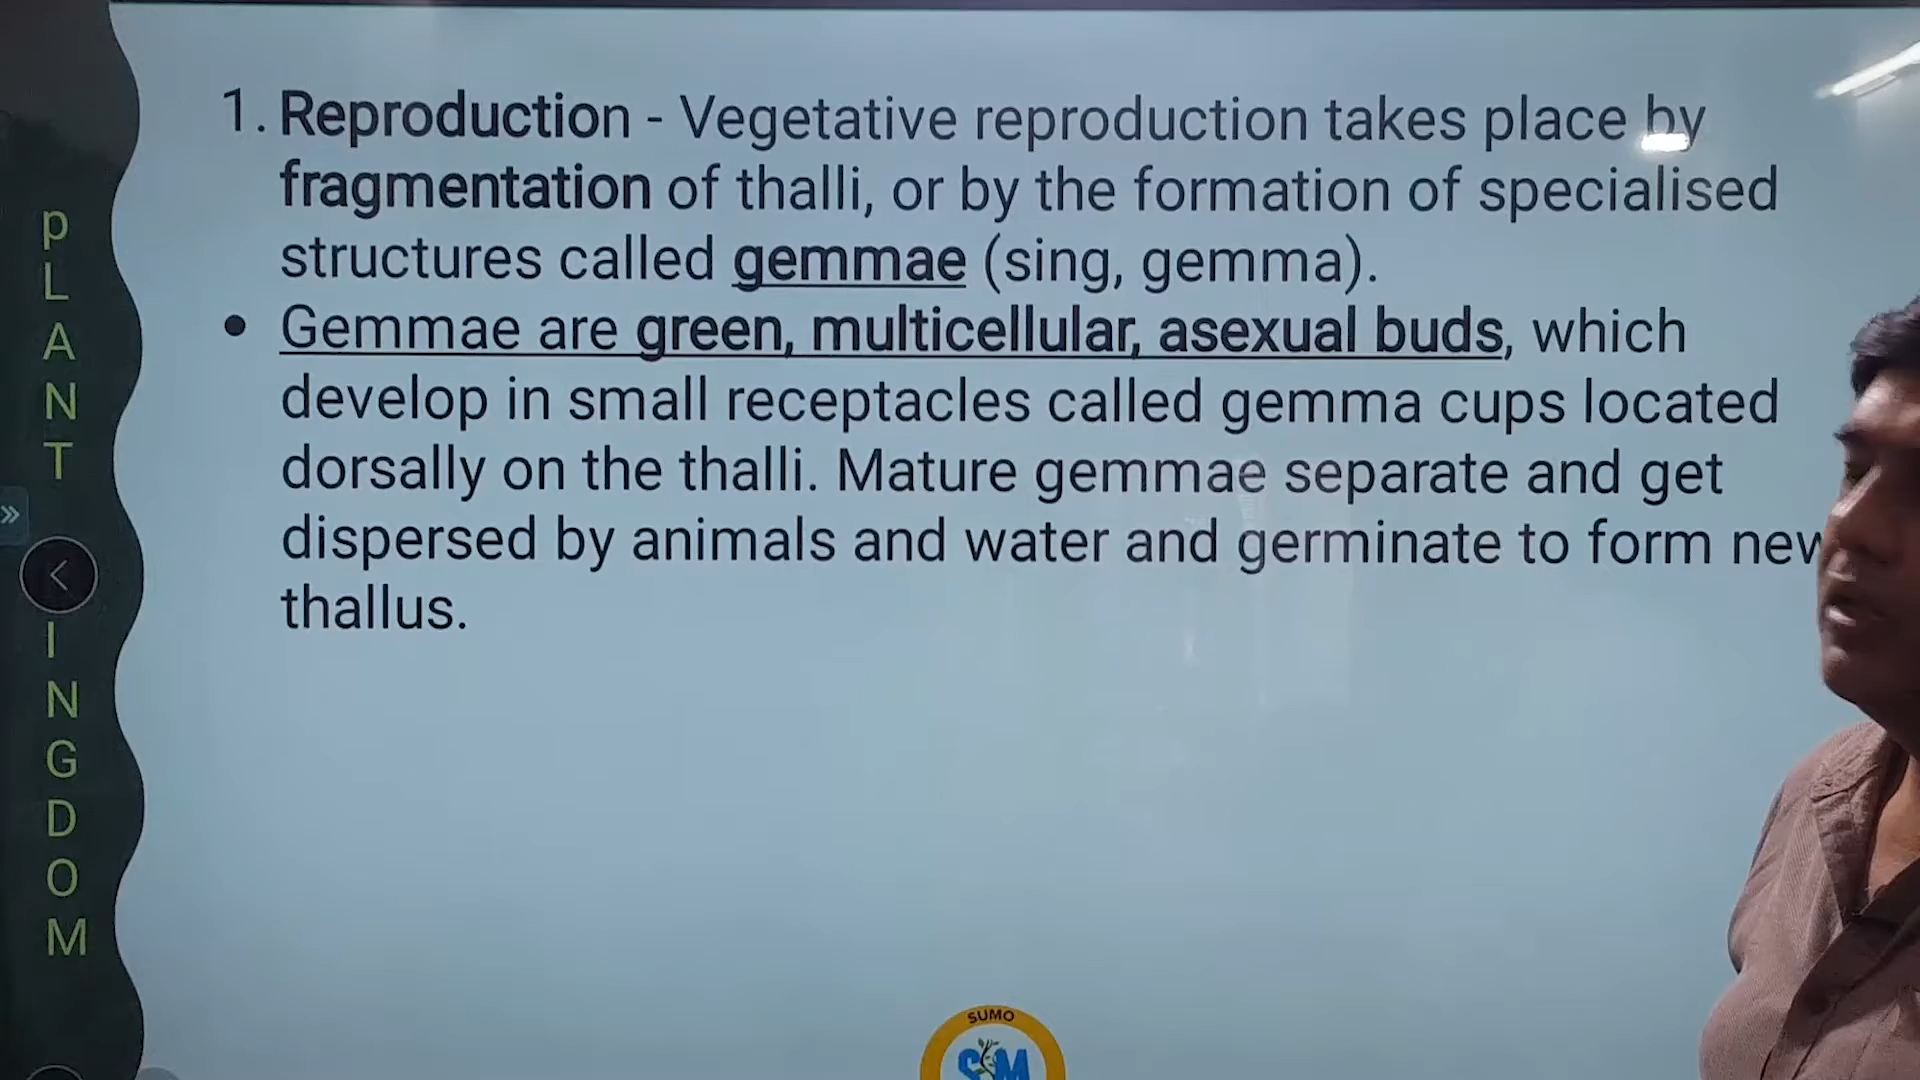 1. Reproduction - Vegetative reproduction takes place by
fragmentation of thalli, or by the formation of specialised
structures called gemmae (sing, gemma).
• Gemmae are green, multicellular, asexual buds, which
develop in small receptacles called gemma cups located
dorsally on the thalli. Mature gemmae separate and get
dispersed by animals and water and germinate to form new
thallus.
pLANT
INGDOM
SUMO
SM